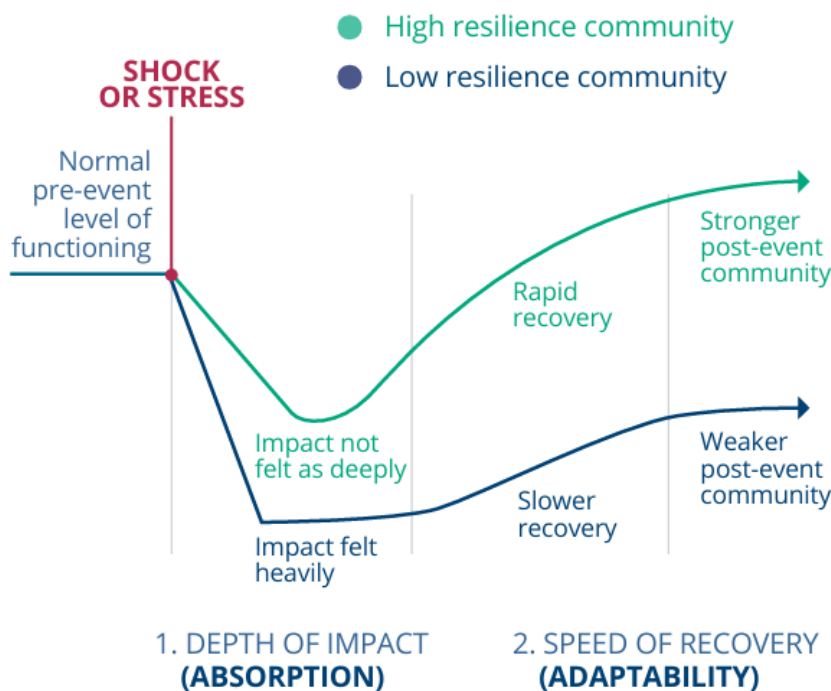 High resilience community
Low resilience community
SHOCK
OR STRESS
Normal
pre-event
level of
functioning
Stronger
post-event
community
Rapid
recovery
Impact not
felt as deeply
Weaker
post-event
community
Slower
recovery
Impact felt
heavily
1. DEPTH OF IMPACT
(ABSORPTION)
2. SPEED OF RECOVERY
(ADAPTABILITY)